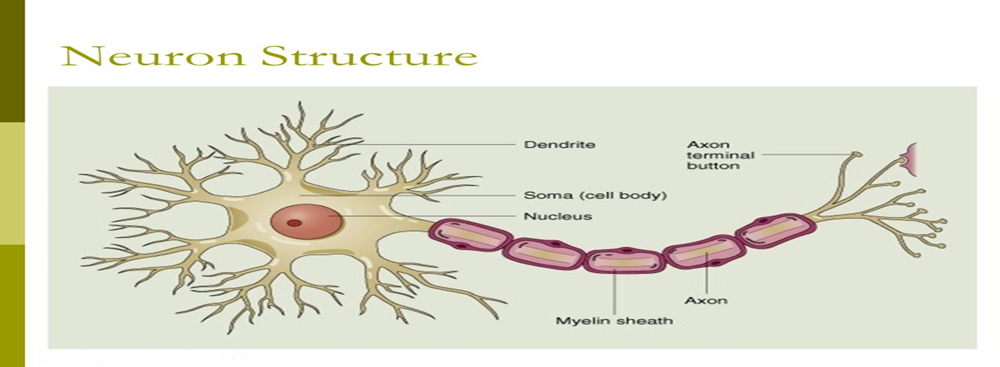 Neuron Structure
Dendrite
Axon
terminal
button
Soma (cell body)
Nucleus
Axon
Myelin sheath